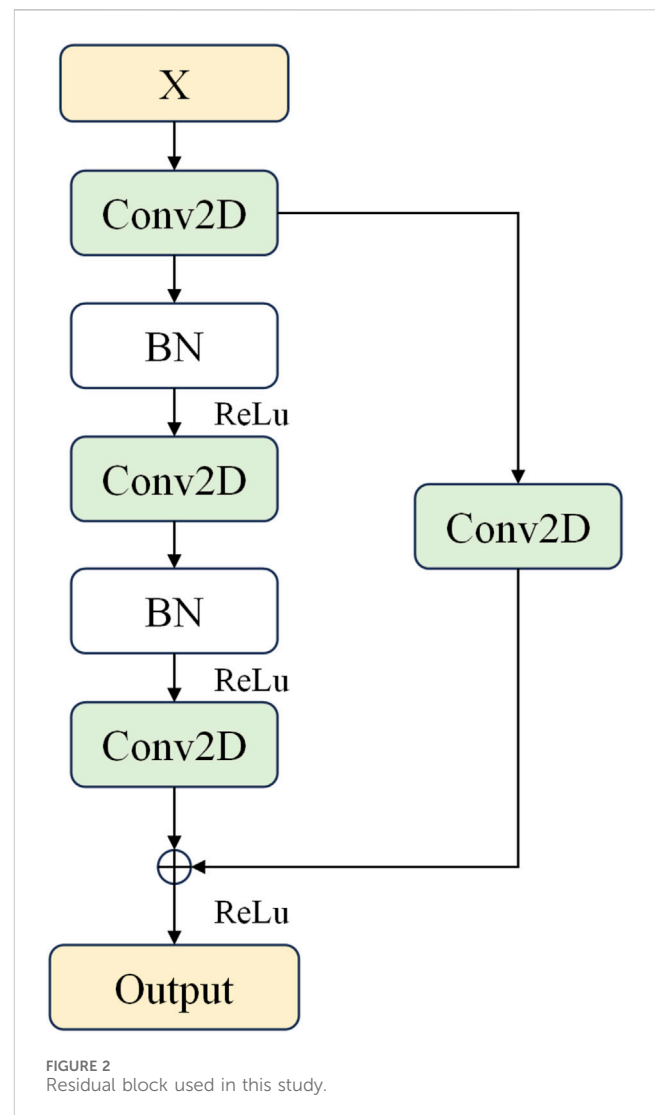 X
Conv2D
BN
ReLu
Conv2D
Conv2D
BN
ReLu
Conv2D
ReLu
Output
FIGURE 2
Residual block used in this study.